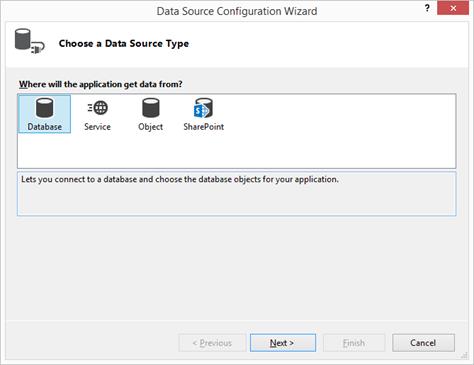 Data Source Configuration Wizard
?
Choose a Data Source Type
Where will the application get data from?
Database Service Object SharePoint
Lets you connect to a database and choose the database objects for your application.
< Previous Next > Finish Cancel